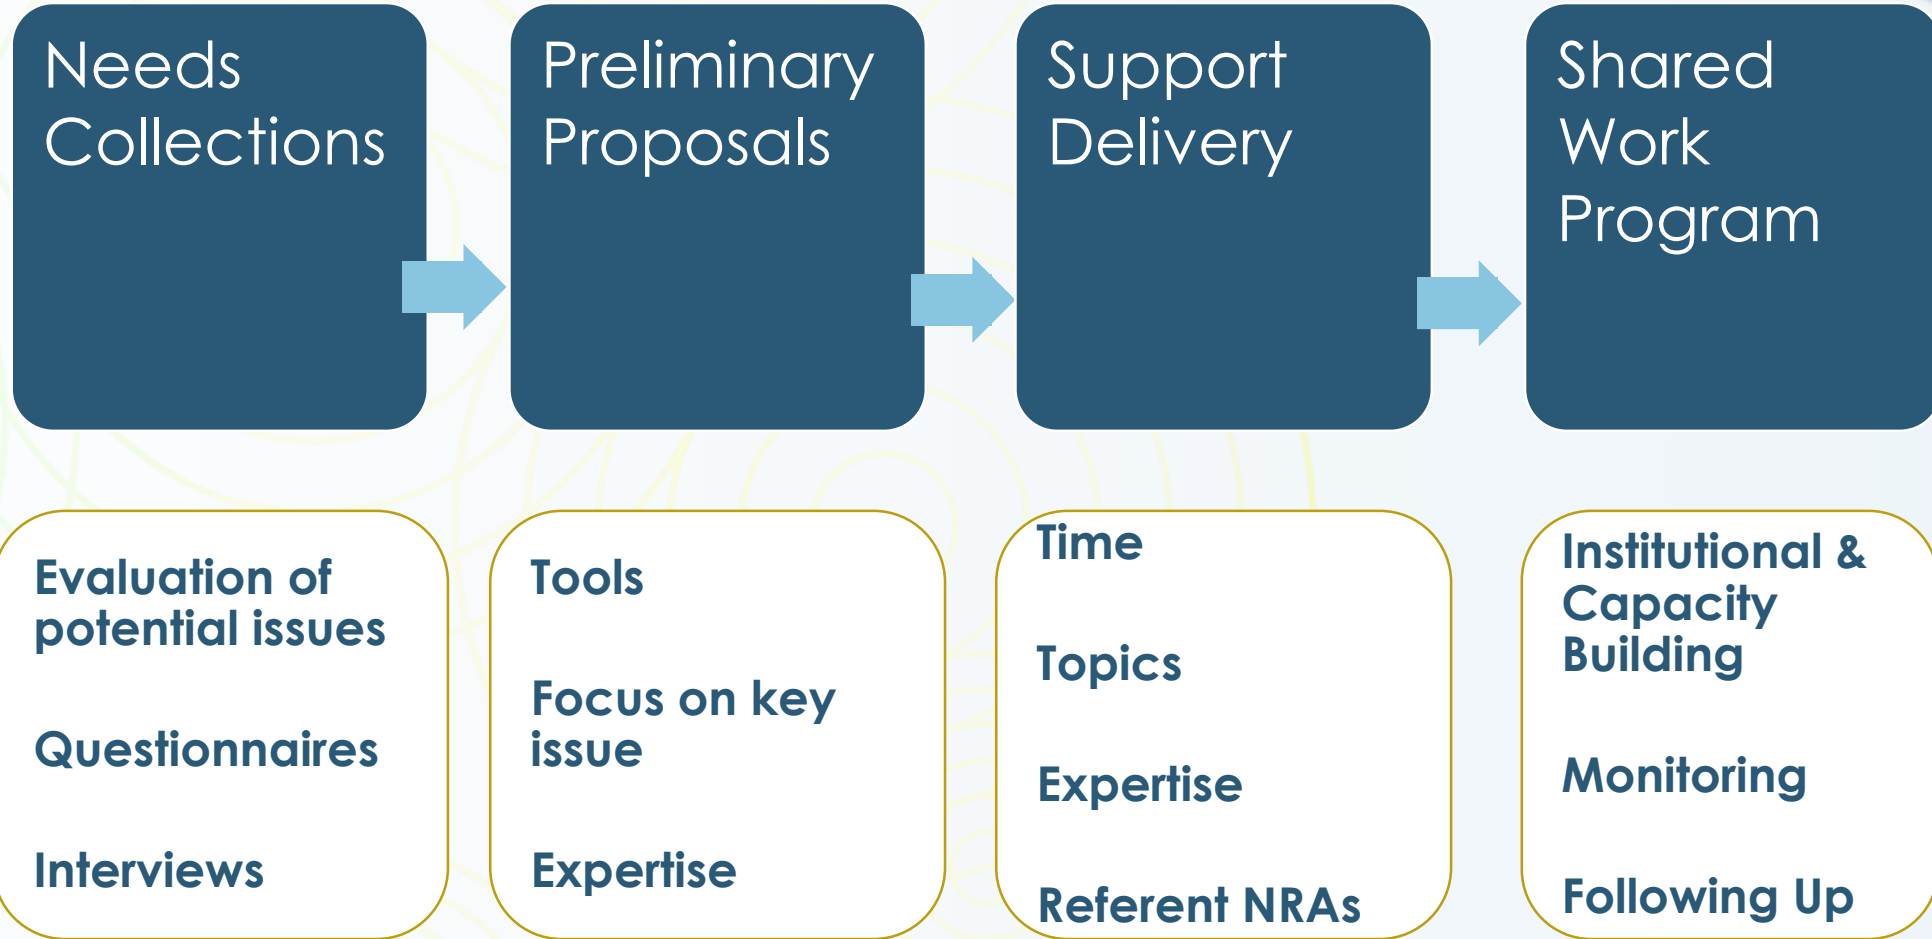 Needs
Collections
Preliminary
Proposals
Support
Delivery
Shared
Work
Program
Evaluation of
potential issues
Questionnaires
Interviews
Tools
Focus on key
issue
Expertise
Time
Topics
Expertise
Referent NRAs
Institutional &
Capacity
Building
Monitoring
Following Up